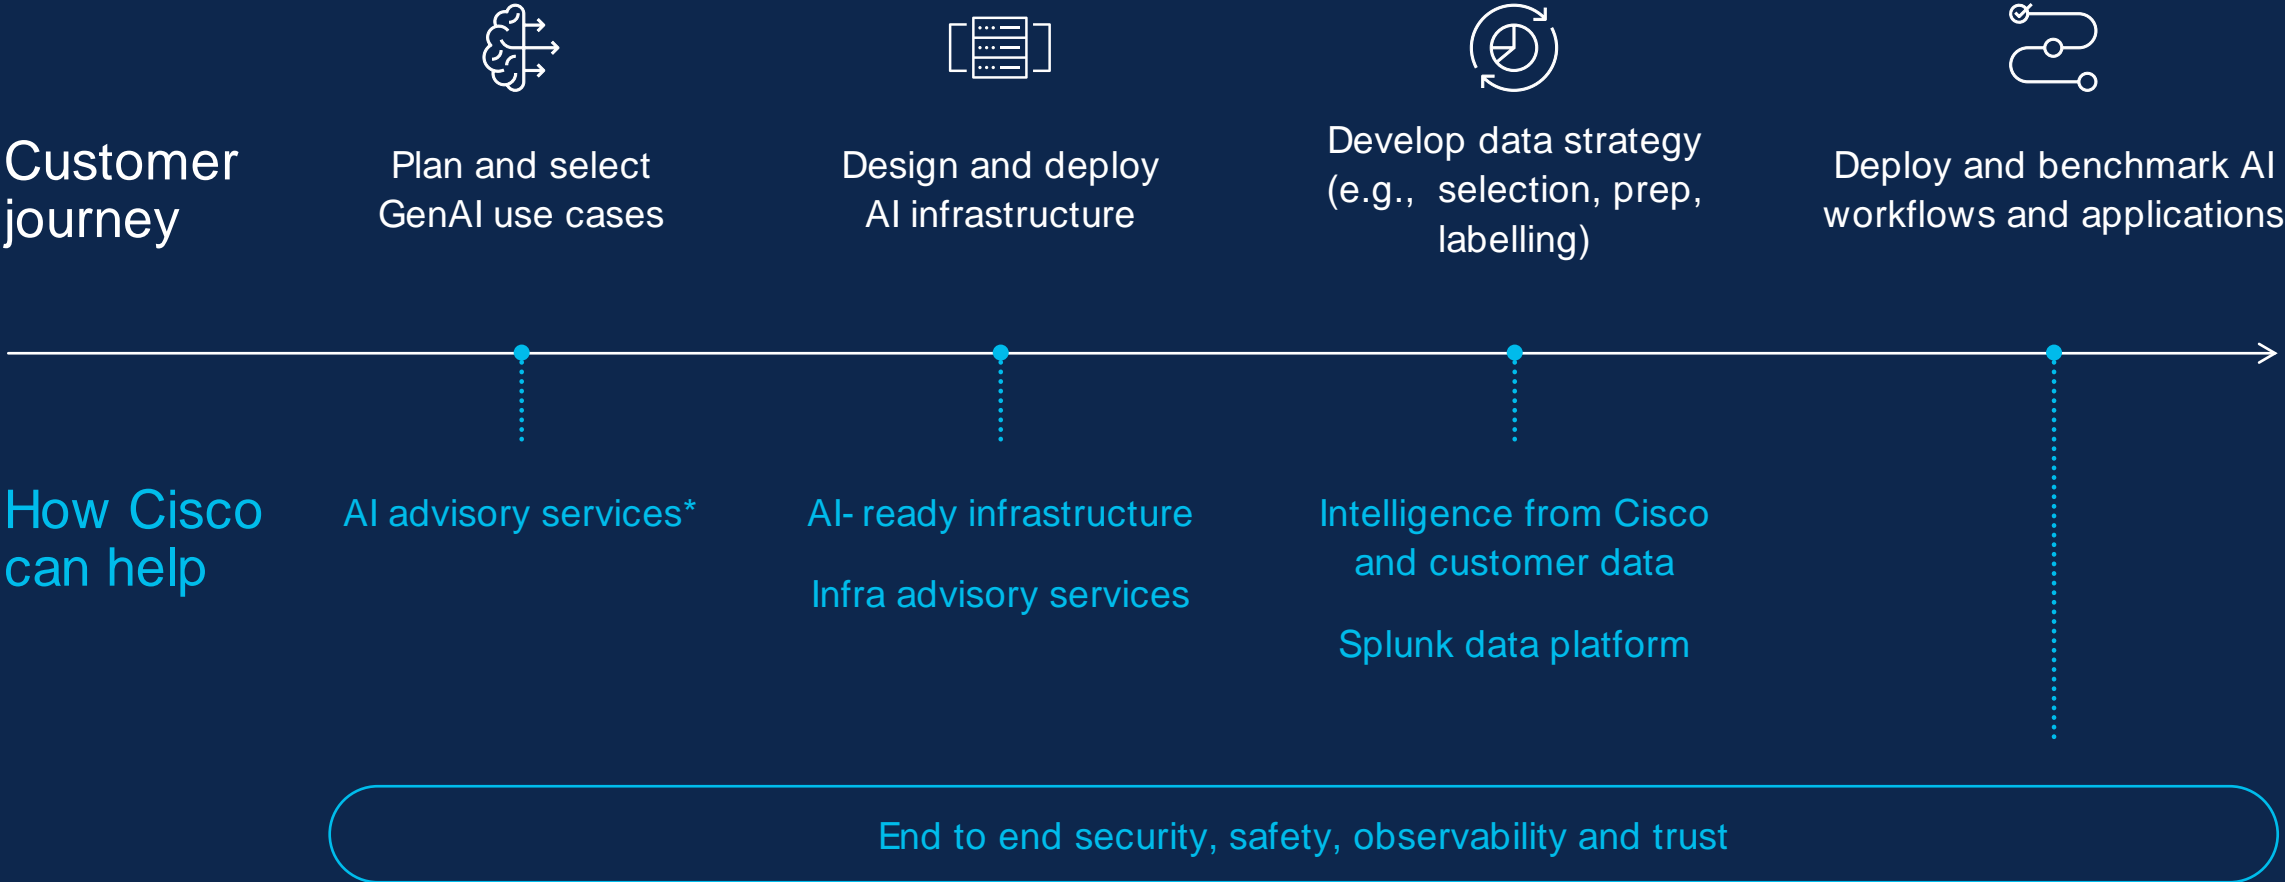 Customer
journey
Plan and select
GenAI use cases
Design and deploy
AI infrastructure
Develop data strategy
(e.g., selection, prep,
labelling)
Deploy and benchmark AI
workflows and applications
How Cisco
can help
AI advisory services*
AI- ready infrastructure
Infra advisory services
Intelligence from Cisco
and customer data
Splunk data platform
End to end security, safety, observability and trust